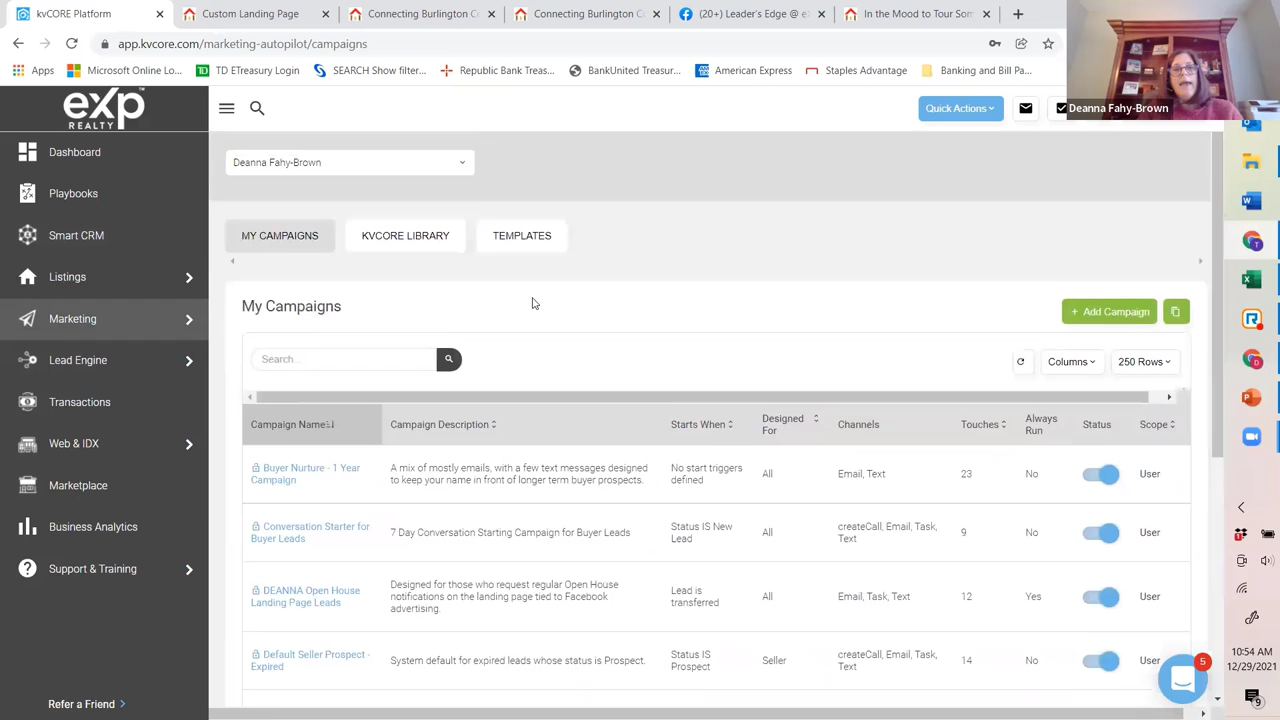 kvCORE Platform
Custom Landing Page
Connecting Burlington C
Connecting Burlington C
(20+) Leader's Edge @ e
In the Mood to Tour Som
app.kvcore.com/marketing-autopilot/campaigns
Apps
Microsoft Online Lo...
TD ETreasury Login
SEARCH Show filter...
Republic Bank Treas...
BankUnited Treasur...
American Express
Staples Advantage
Banking and Bill Pa...
Deanna Fahy-Brown
eXp
REALTY
Quick Actions
Dashboard
Playbooks
Smart CRM
Listings
Marketing
Lead Engine
Transactions
Web & IDX
Marketplace
Business Analytics
Support & Training
Refer a Friend
Deanna Fahy-Brown
MY CAMPAIGNS
KVCORE LIBRARY
TEMPLATES
My Campaigns
+ Add Campaign
Search...
Columns
250 Rows
Campaign Name
Campaign Description
Starts When
Designed For
Channels
Touches
Always Run
Status
Scope
Buyer Nurture - 1 Year
Campaign
A mix of mostly emails, with a few text messages designed
to keep your name in front of longer term buyer prospects.
No start triggers
defined
All
Email, Text
23
No
User
Conversation Starter for
Buyer Leads
7 Day Conversation Starting Campaign for Buyer Leads
Status IS New
Lead
All
createCall, Email, Task,
Text
9
No
User
DEANNA Open House
Landing Page Leads
Designed for those who request regular Open House
notifications on the landing page tied to Facebook
advertising.
Lead is
transferred
All
Email, Task, Text
12
Yes
User
Default Seller Prospect -
Expired
System default for expired leads whose status is Prospect.
Status IS
Prospect
Seller
createCall, Email, Task,
Text
14
No
User
5
10:54 AM
12/29/2021
9